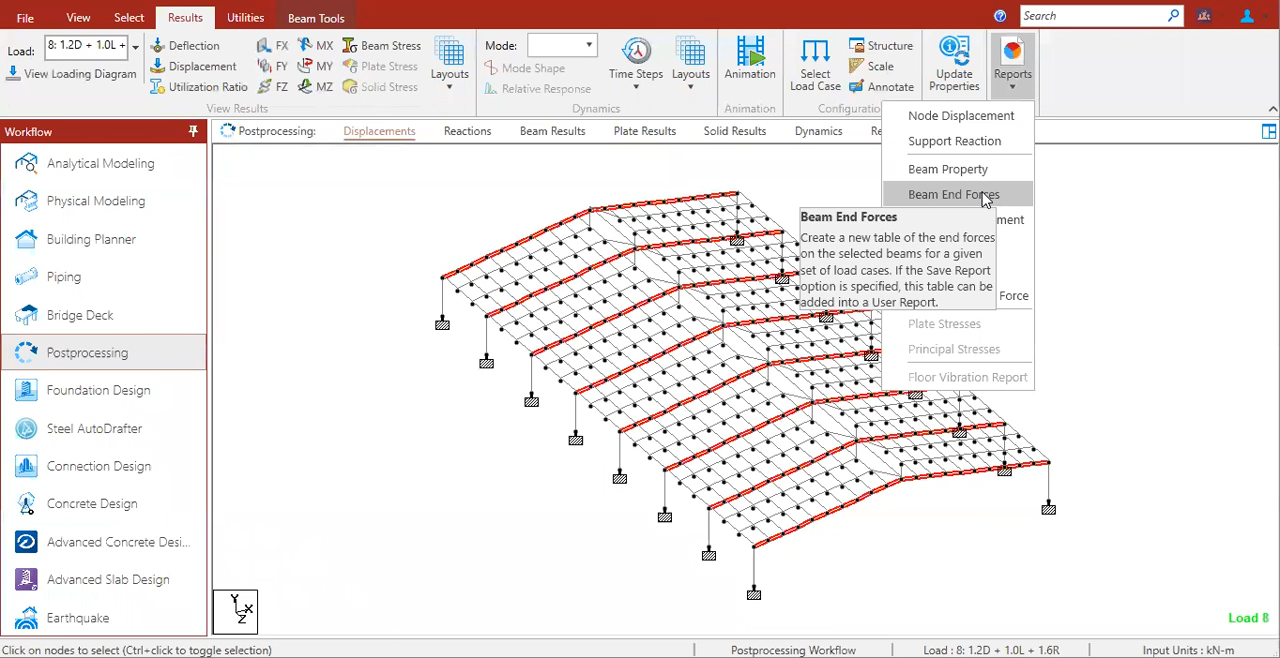 File View Select Results Utilities Beam Tools Search
Load: 8: 1.2D + 1.0L + Deflection FX MX Beam Stress Mode:
Displacement FY MY Plate Stress Mode Shape
View Loading Diagram Utilization Ratio FZ MZ Solid Stress Relative Response
Layouts Time Steps Layouts Animation Select Load Case Structure Scale Annotate Update Properties Reports
View Results Dynamics Animation
Workflow
Analytical Modeling
Physical Modeling
Building Planner
Piping
Bridge Deck
Postprocessing
Foundation Design
Steel AutoDrafter
Connection Design
Concrete Design
Advanced Concrete Desi...
Advanced Slab Design
Earthquake
Postprocessing: Displacements Reactions Beam Results Plate Results Solid Results Dynamics
Node Displacement
Support Reaction
Beam Property
Beam End Forces
Beam End Forces
Create a new table of the end forces
on the selected beams for a given
set of load cases. If the Save Report
option is specified, this table can be
added into a User Report.
Force
Plate Stresses
Principal Stresses
Floor Vibration Report
Y
X
Z
Load 8
Click on nodes to select (Ctrl+click to toggle selection) Postprocessing Workflow Load : 8: 1.2D + 1.0L + 1.6R Input Units : kN-m